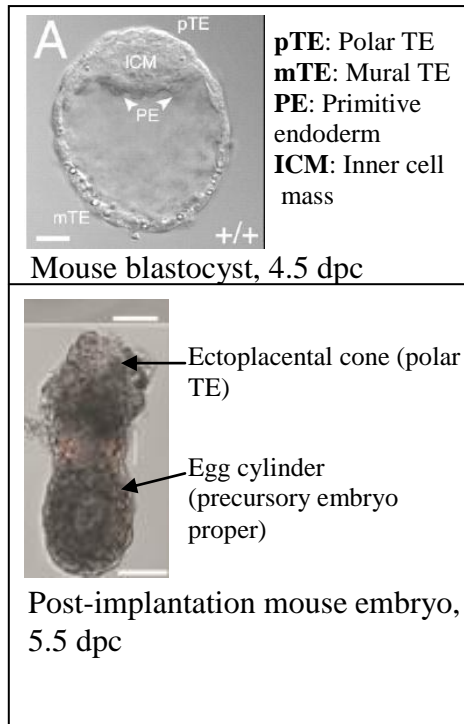 A
pTE
ICM
PE
mTE
+/+
pTE: Polar TE
mTE: Mural TE
PE: Primitive
endoderm
ICM: Inner cell
mass
Mouse blastocyst, 4.5 dpc
Ectoplacental cone (polar
TE)
Egg cylinder
(precursory embryo
proper)
Post-implantation mouse embryo,
5.5 dpc